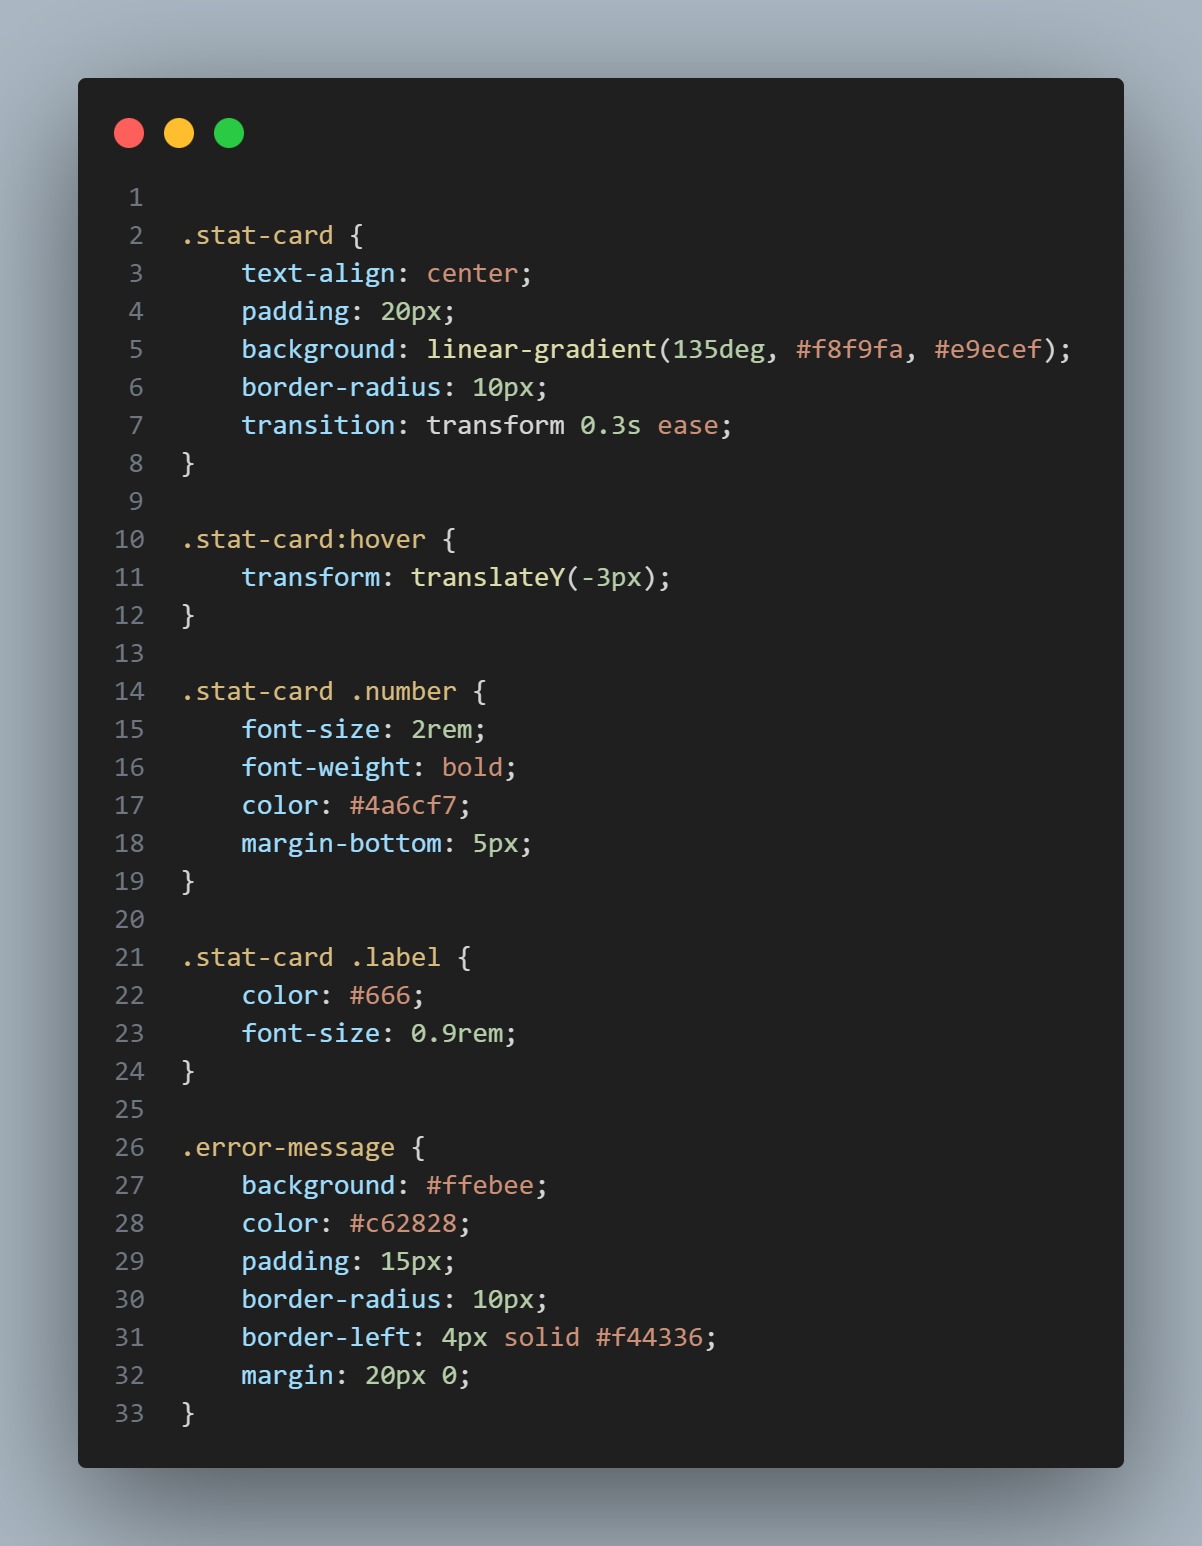 1
2 .stat-card {
3     text-align: center;
4     padding: 20px;
5     background: linear-gradient(135deg, #f8f9fa, #e9ecef);
6     border-radius: 10px;
7     transition: transform 0.3s ease;
8 }
9
10 .stat-card:hover {
11     transform: translateY(-3px);
12 }
13
14 .stat-card .number {
15     font-size: 2rem;
16     font-weight: bold;
17     color: #4a6cf7;
18     margin-bottom: 5px;
19 }
20
21 .stat-card .label {
22     color: #666;
23     font-size: 0.9rem;
24 }
25
26 .error-message {
27     background: #ffebee;
28     color: #c62828;
29     padding: 15px;
30     border-radius: 10px;
31     border-left: 4px solid #f44336;
32     margin: 20px 0;
33 }